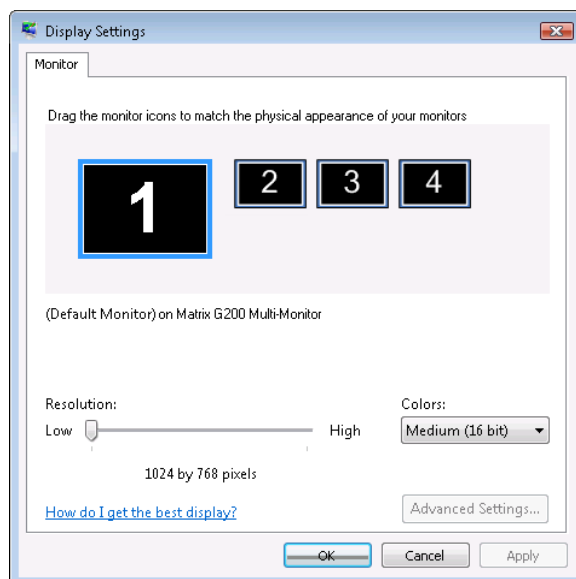 Display Settings
Monitor
Drag the monitor icons to match the physical appearance of your monitors
1 2 3 4
(Default Monitor) on Matrix G200 Multi-Monitor
Resolution: Colors:
Low High Medium (16 bit)
1024 by 768 pixels
How do I get the best display? Advanced Settings...
OK Cancel Apply